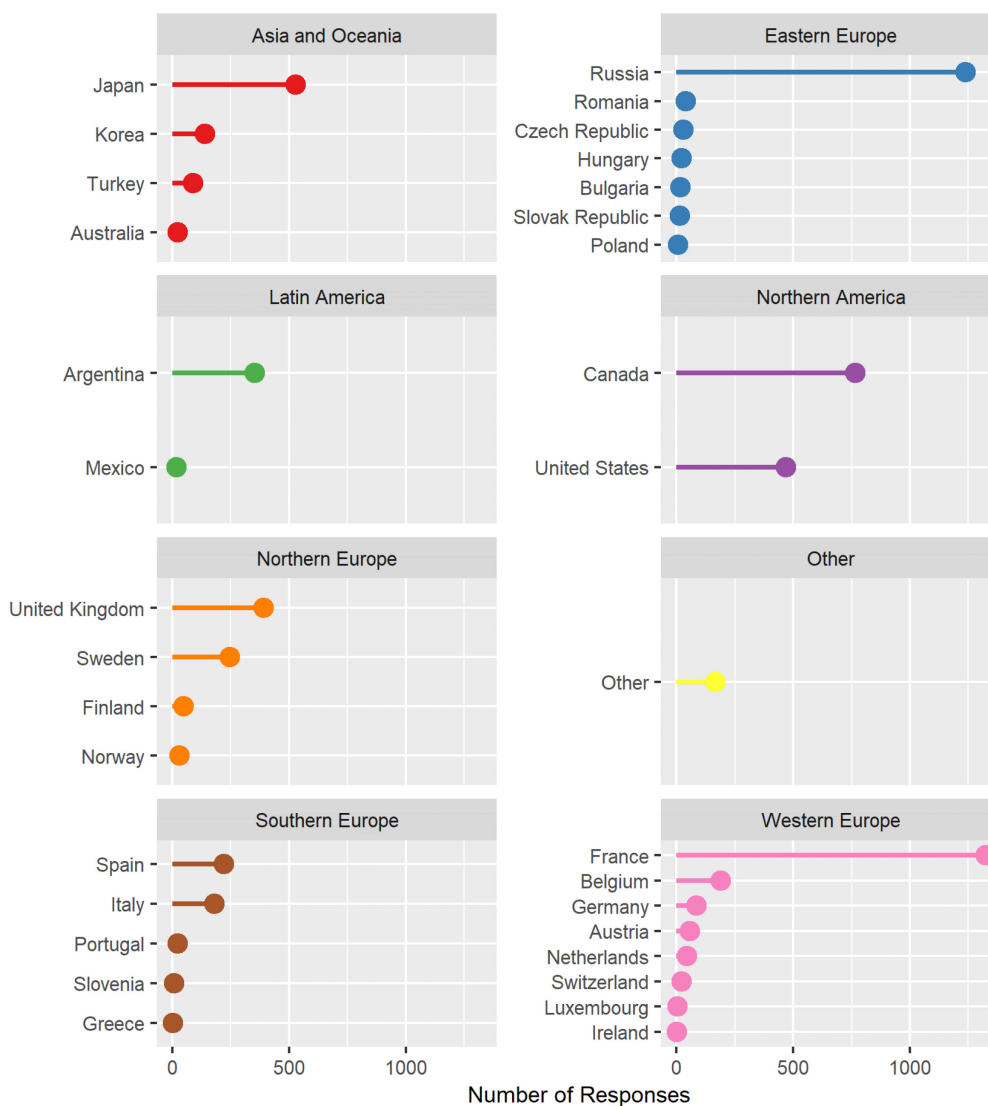 Asia and Oceania
Japan
Korea
Turkey
Australia
Eastern Europe
Russia
Romania
Czech Republic
Hungary
Bulgaria
Slovak Republic
Poland
Latin America
Argentina
Mexico
Northern America
Canada
United States
Northern Europe
United Kingdom
Sweden
Finland
Norway
Other
Other
Southern Europe
Spain
Italy
Portugal
Slovenia
Greece
Western Europe
France
Belgium
Germany
Austria
Netherlands
Switzerland
Luxembourg
Ireland
0 500 1000
0 500 1000
Number of Responses